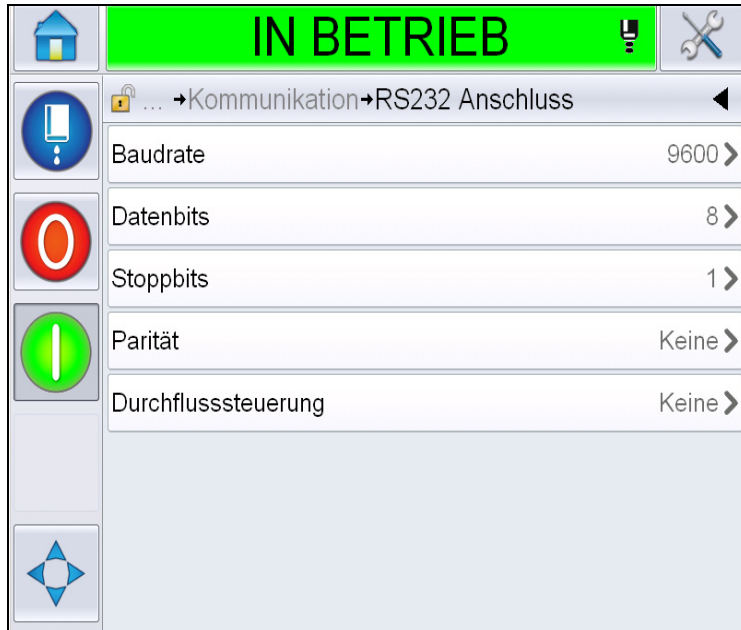 IN BETRIEB
... →Kommunikation→RS232 Anschluss
Baudrate 9600
Datenbits 8
Stoppbits 1
Parität Keine
Durchflusssteuerung Keine